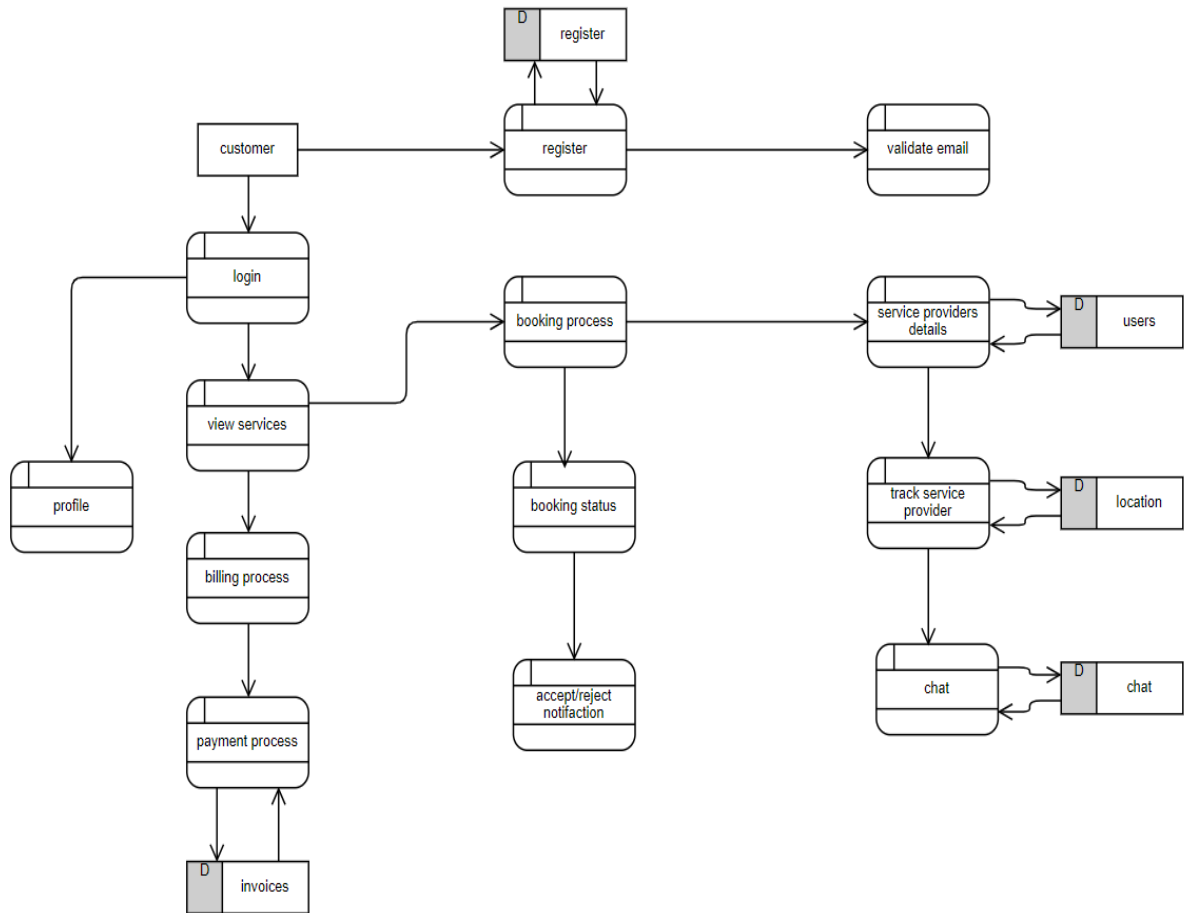 D
register
customer
register
validate email
login
booking process
service providers
details
D
users
view services
profile
booking status
track service
provider
D
location
billing process
accept/reject
notifaction
chat
D
chat
payment process
D
invoices